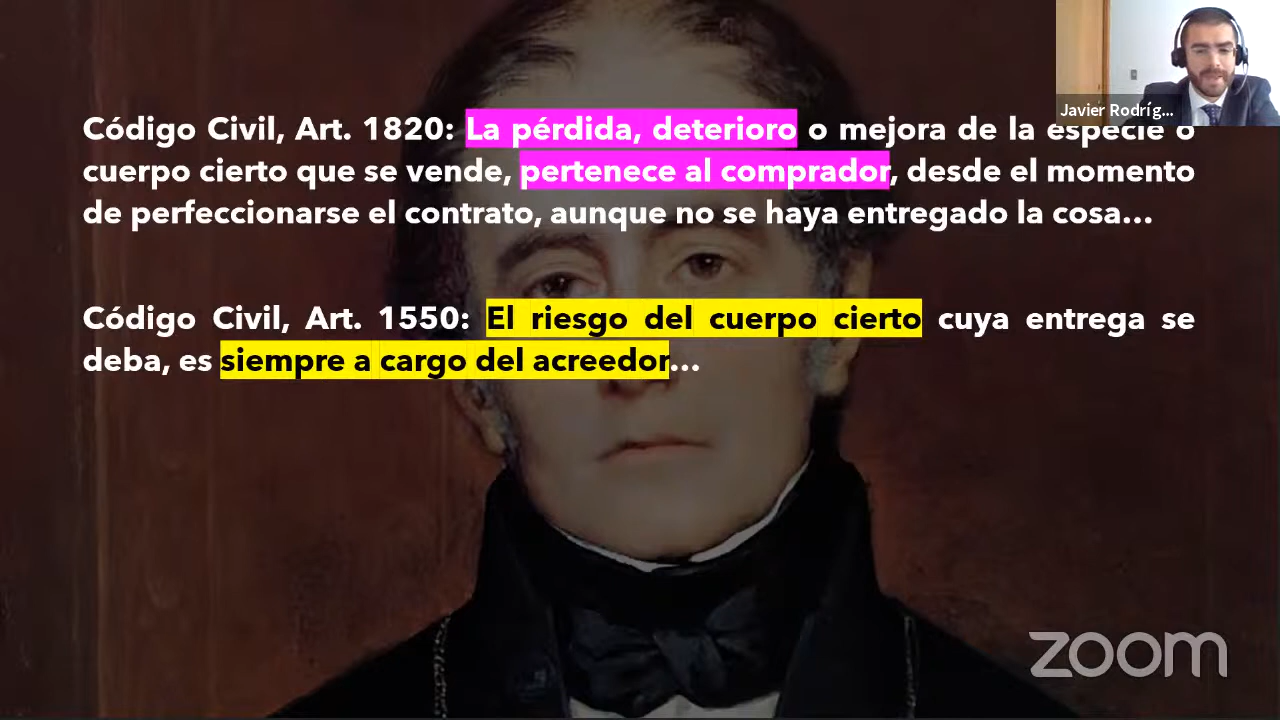 Javier Rodríg...
Código Civil, Art. 1820: La pérdida, deterioro o mejora de la especie o
cuerpo cierto que se vende, pertenece al comprador, desde el momento
de perfeccionarse el contrato, aunque no se haya entregado la cosa...
Código Civil, Art. 1550: El riesgo del cuerpo cierto cuya entrega se
deba, es siempre a cargo del acreedor...
zoom